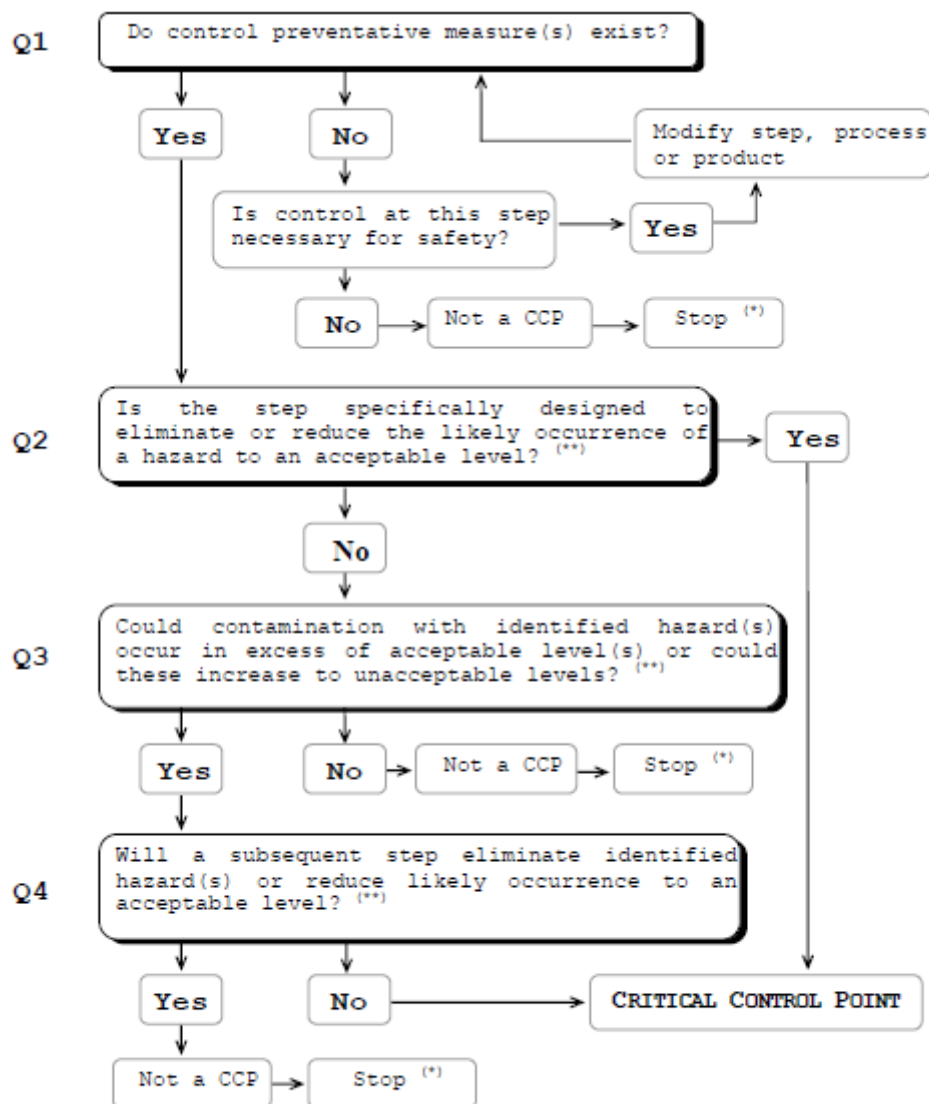 Q1
Do control preventative measure(s) exist?
Yes
No
Modify step, process
or product
Is control at this step
necessary for safety?
Yes
No
Not a CCP
Stop (*)
Q2
Is the step specifically designed to
eliminate or reduce the likely occurrence of
a hazard to an acceptable level? (**)
Yes
No
Q3
Could contamination with identified hazard(s)
occur in excess of acceptable level(s) or could
these increase to unacceptable levels? (**)
Yes
No
Not a CCP
Stop (*)
Q4
Will a subsequent step eliminate identified
hazard(s) or reduce likely occurrence to an
acceptable level? (**)
Yes
No
CRITICAL CONTROL POINT
Not a CCP
Stop (*)